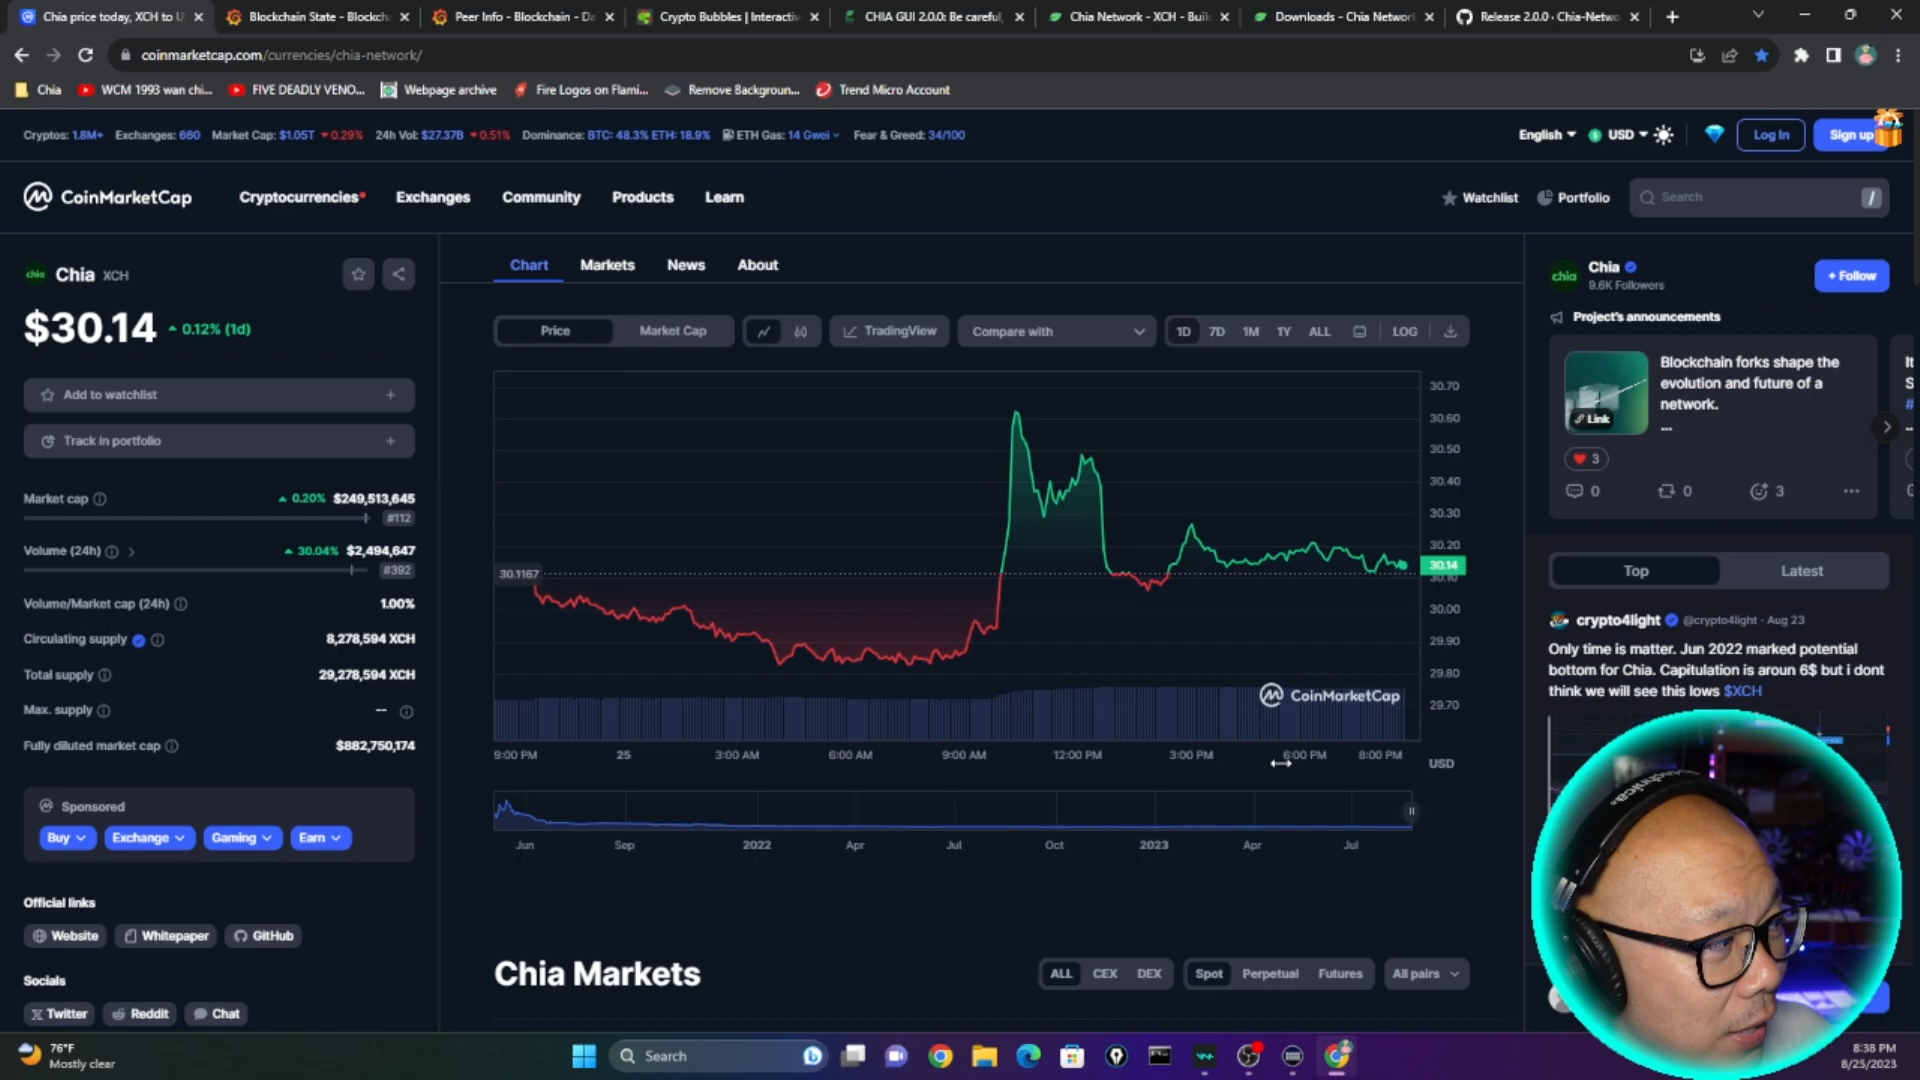 Chia price today, XCH to U
Blockchain State - Blockch
Peer Info - Blockchain - Da
Crypto Bubbles | Interactiv
CHIA GUI 2.0.0: Be careful,
Chia Network - XCH - Buil
Downloads - Chia Network
Release 2.0.0 · Chia-Netwo
coinmarketcap.com/currencies/chia-network/
Chia
WCM 1993 wan chi...
FIVE DEADLY VENO...
Webpage archive
Fire Logos on Flami...
Remove Backgroun...
Trend Micro Account
Cryptos: 1.8M+ Exchanges: 660 Market Cap: $1.05T 0.29% 24h Vol: $27.37B 0.51% Dominance: BTC: 48.3% ETH: 18.9% ETH Gas: 14 Gwei Fear & Greed: 34/100
English USD Log In Sign up
CoinMarketCap Cryptocurrencies Exchanges Community Products Learn
Watchlist Portfolio Search /
chia Chia XCH
$30.14 0.12% (1d)
Add to watchlist +
Track in portfolio +
Market cap 0.20% $249,513,645
#112
Volume (24h) 30.04% $2,494,647
#392
Volume/Market cap (24h) 1.00%
Circulating supply 8,278,594 XCH
Total supply 29,278,594 XCH
Max. supply --
Fully diluted market cap $882,750,174
Sponsored
Buy Exchange Gaming Earn
Official links
Website Whitepaper GitHub
Socials
Twitter Reddit Chat
Chart Markets News About
Price Market Cap TradingView Compare with 1D 7D 1M 1Y ALL LOG
30.70
30.60
30.50
30.40
30.30
30.20
30.14
30.10
30.00
29.90
29.80
29.70
30.1167
CoinMarketCap
9:00 PM 25 3:00 AM 6:00 AM 9:00 AM 12:00 PM 3:00 PM 6:00 PM 8:00 PM
USD
Jun Sep 2022 Apr Jul Oct 2023 Apr Jul
Chia Markets
ALL CEX DEX Spot Perpetual Futures All pairs
chia Chia
9.6K Followers
+ Follow
Project's announcements
Blockchain forks shape the
evolution and future of a
network.
...
Link
3
0 0 3
It
S
#
Top Latest
crypto4light @crypto4light · Aug 23
Only time is matter. Jun 2022 marked potential
bottom for Chia. Capitulation is aroun 6$ but i dont
think we will see this lows $XCH
76°F
Mostly clear
Search
8:38 PM
8/25/2023